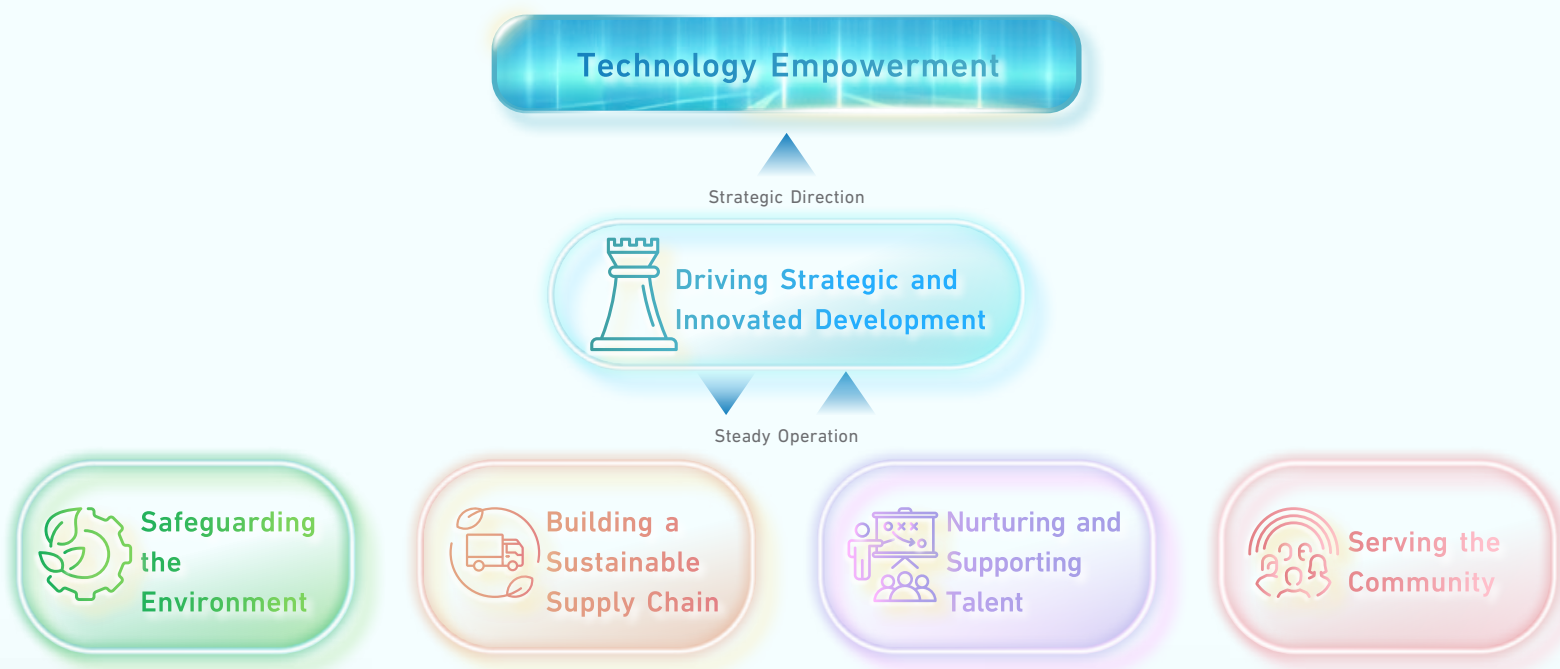 Technology Empowerment
Strategic Direction
Driving Strategic and
Innovated Development
Steady Operation
Safeguarding
the
Environment
Building a
Sustainable
Supply Chain
Nurturing and
Supporting
Talent
Serving the
Community